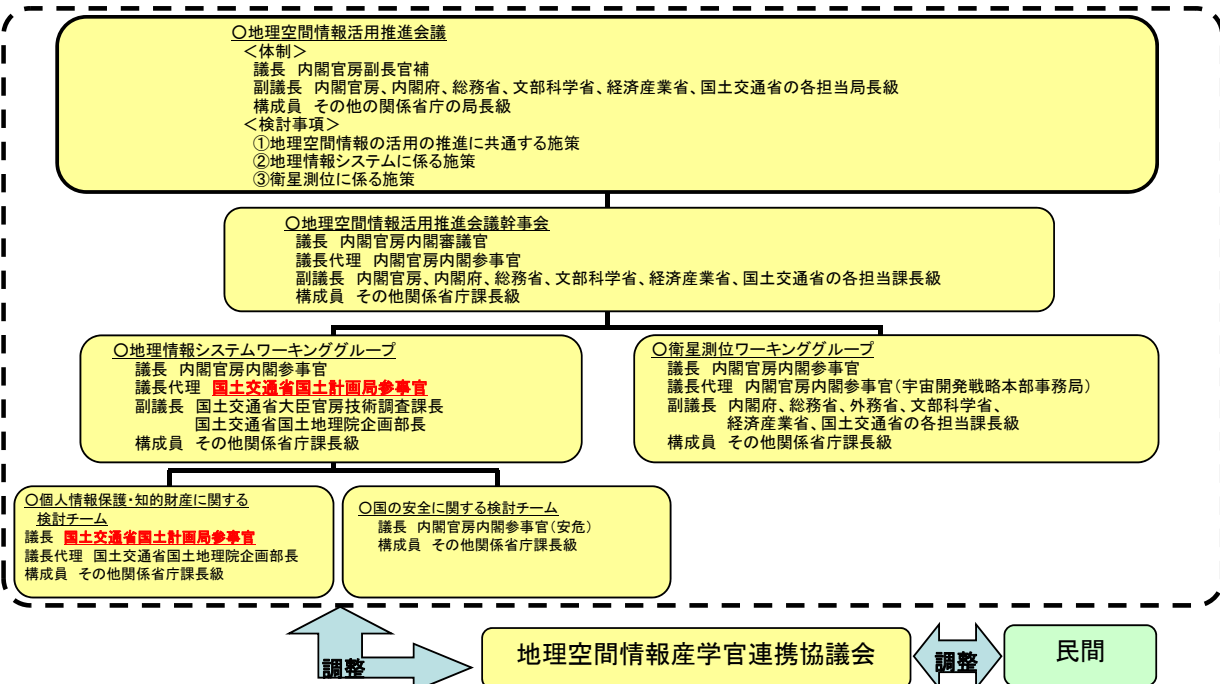 〇地理空間情報活用推進会議
＜体制＞
議長 内閣官房副長官補
副議長 内閣官房、内閣府、総務省、文部科学省、経済産業省、国土交通省の各担当局長級
構成員 その他の関係省庁の局長級
＜検討事項＞
①地理空間情報の活用の推進に共通する施策
②地理情報システムに係る施策
③衛星測位に係る施策
〇地理空間情報活用推進会議幹事会
議長 内閣官房内閣審議官
議長代理 内閣官房内閣参事官
副議長 内閣官房、内閣府、総務省、文部科学省、経済産業省、国土交通省の各担当課長級
構成員 その他関係省庁課長級
〇地理情報システムワーキンググループ
議長 内閣官房内閣参事官
議長代理 国土交通省国土計画局参事官
副議長 国土交通省大臣官房技術調査課長
国土交通省国土地理院企画部長
構成員 その他関係省庁課長級
〇衛星測位ワーキンググループ
議長 内閣官房内閣参事官
議長代理 内閣官房内閣参事官(宇宙開発戦略本部事務局)
副議長 内閣府、総務省、外務省、文部科学省、
経済産業省、国土交通省の各担当課長級
構成員 その他関係省庁課長級
〇個人情報保護・知的財産に関する
検討チーム
議長 国土交通省国土計画局参事官
議長代理 国土交通省国土地理院企画部長
構成員 その他関係省庁課長級
〇国の安全に関する検討チーム
議長 内閣官房内閣参事官(安危)
構成員 その他関係省庁課長級
調整
地理空間情報産学官連携協議会
調整
民間